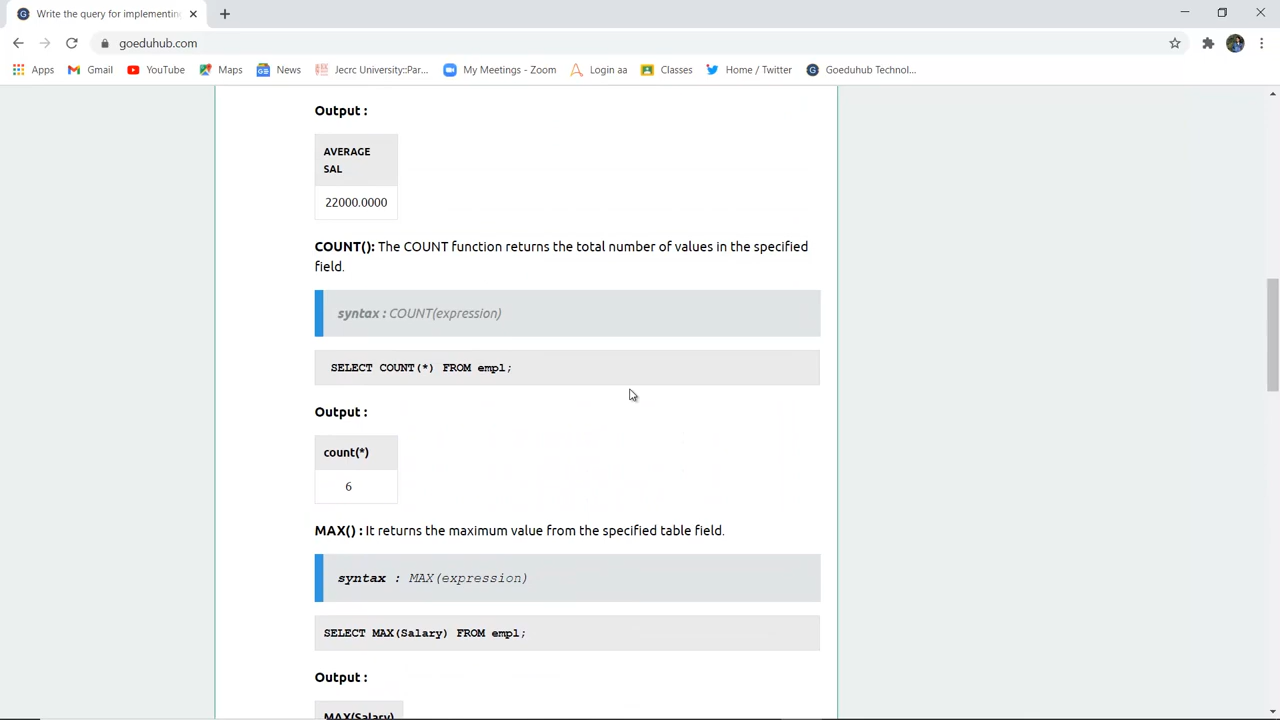 Write the query for implementing
goeduhub.com
Apps Gmail YouTube Maps News Jecrc University::Par... My Meetings - Zoom Login aa Classes Home / Twitter Goeduhub Technol...
Output :
AVERAGE
SAL
22000.0000
COUNT(): The COUNT function returns the total number of values in the specified
field.
syntax : COUNT(expression)
SELECT COUNT(*) FROM empl;
Output :
count(*)
6
MAX() : It returns the maximum value from the specified table field.
syntax : MAX(expression)
SELECT MAX(Salary) FROM empl;
Output :
MAX(Salary)